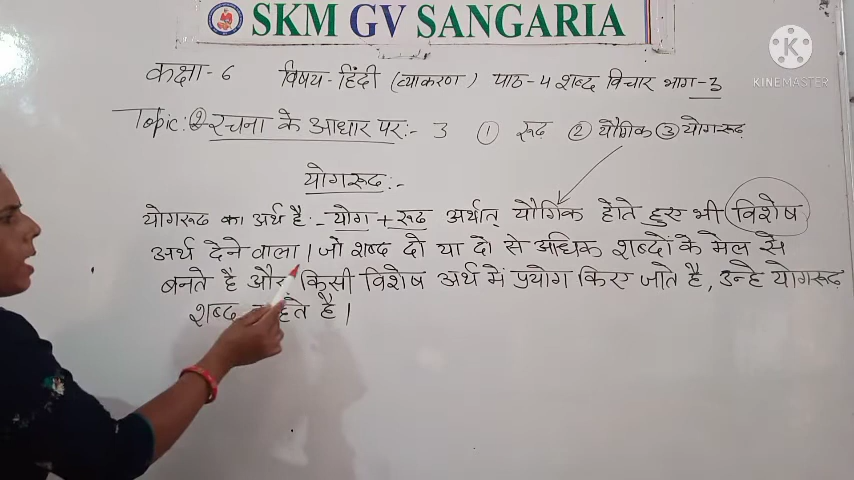 SKM GV SANGARIA
KINEMASTER
कक्षा - 6 विषय - हिंदी (व्याकरण) पाठ - 4 शब्द विचार भाग - 3
Topic: ② रचना के आधार पर :- 3 ① रूढ़ ② यौगिक ③ योगरूढ़
योगरूढ :-
योगरूढ का अर्थ है - योग + रूढ अर्थात् यौगिक होते हुए भी विशेष
अर्थ देने वाला । जो शब्द दो या दो से अधिक शब्दों के मेल से
बनते है और किसी विशेष अर्थ में प्रयोग किए जाते है, उन्हे योगरूढ़
शब्द है ।